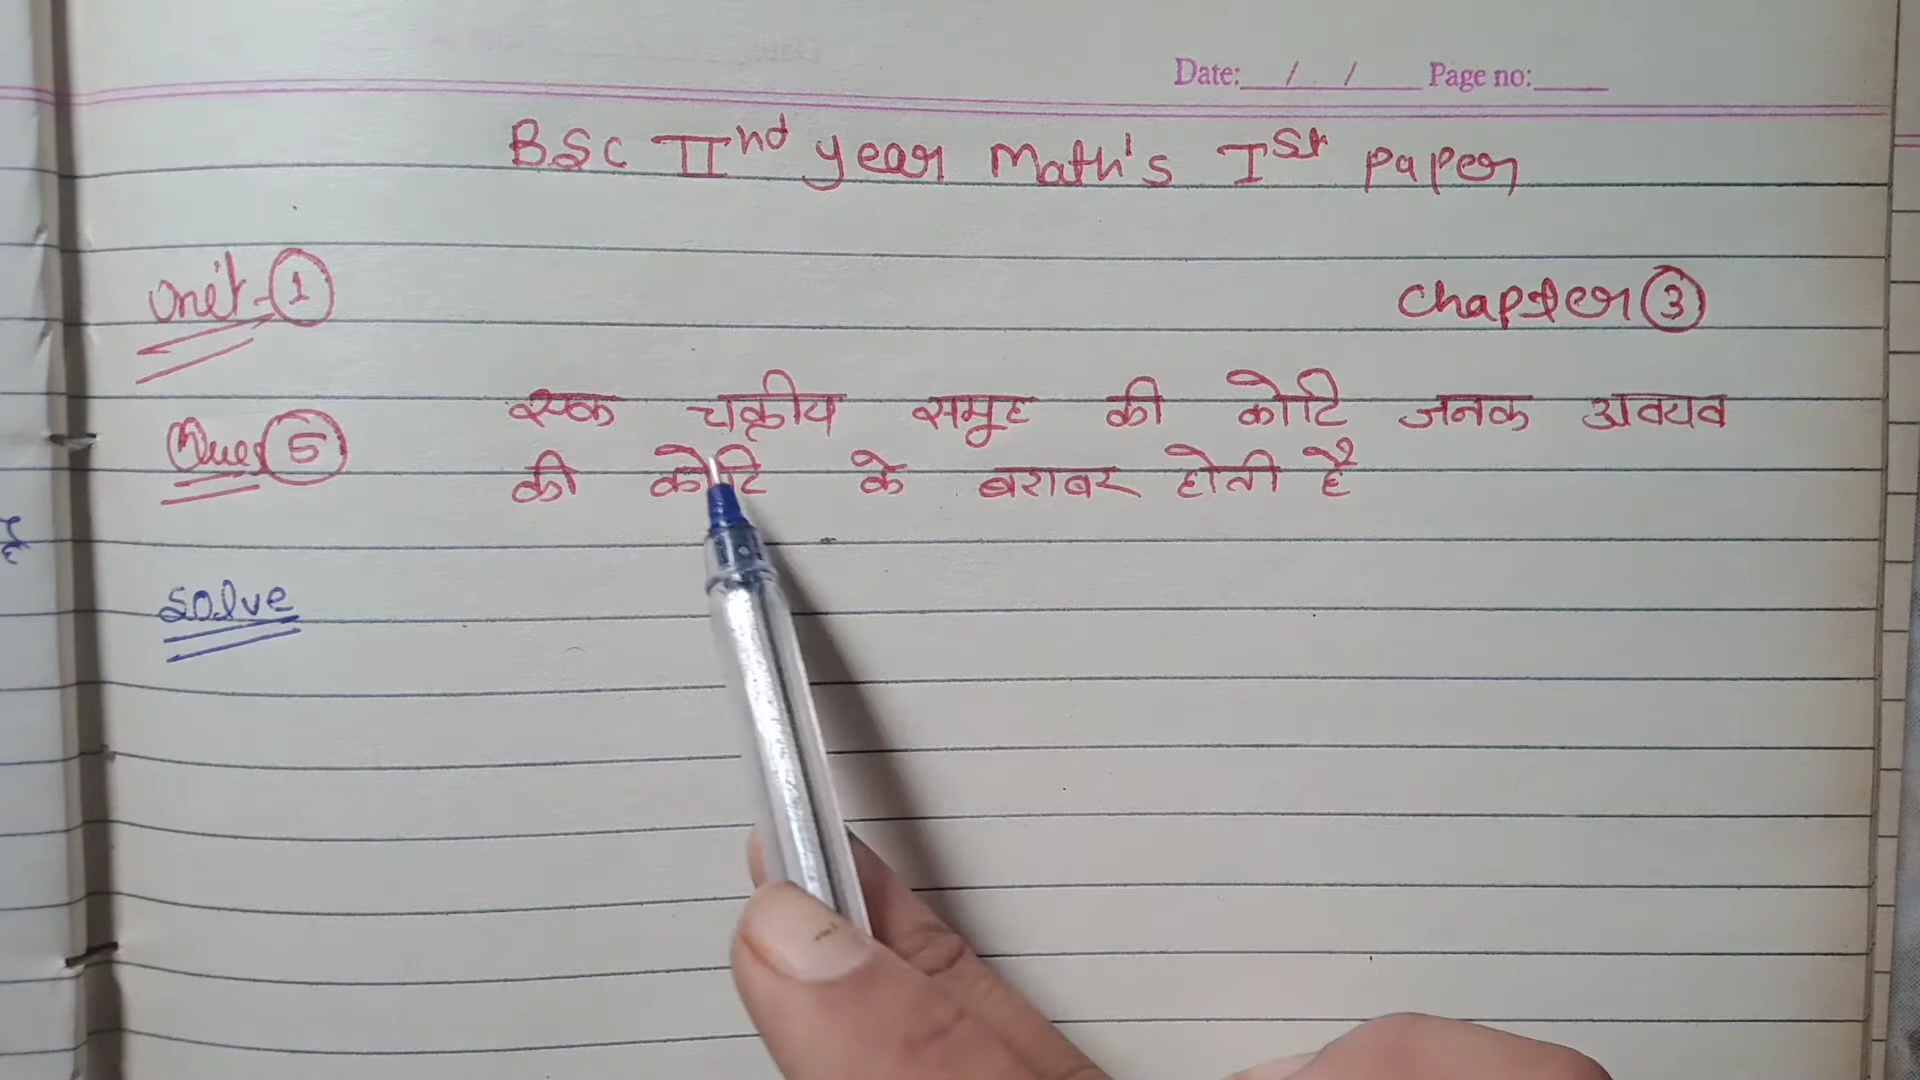 Date: / / Page no:
BSc IInd year Math's Ist paper
Unit-1
Chapter 3
Que 5
एक चक्रीय समूह की कोटि जनक अवयव
की कोटि के बराबर होती है
solve